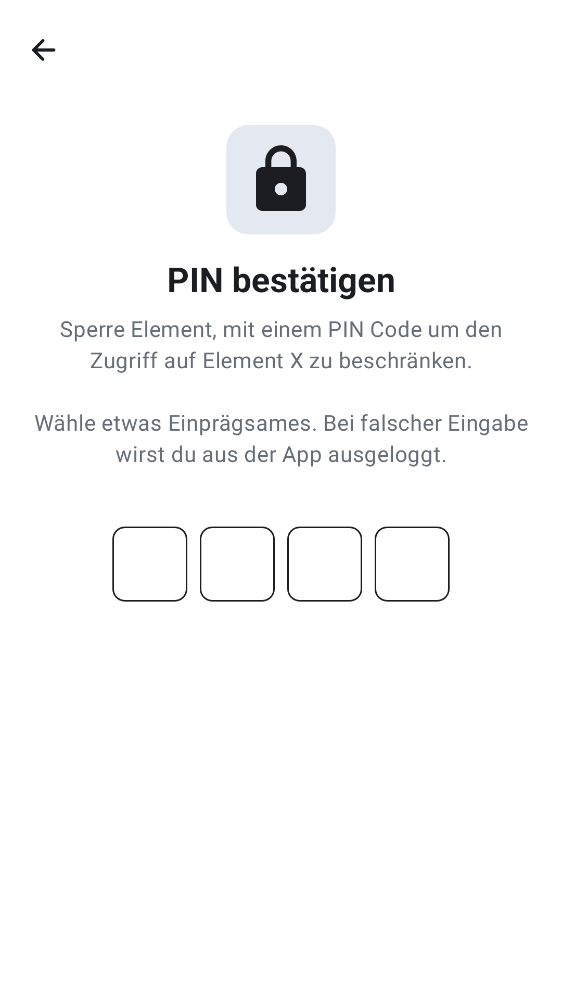 PIN bestätigen
Sperre Element, mit einem PIN Code um den
Zugriff auf Element X zu beschränken.
Wähle etwas Einprägsames. Bei falscher Eingabe
wirst du aus der App ausgeloggt.